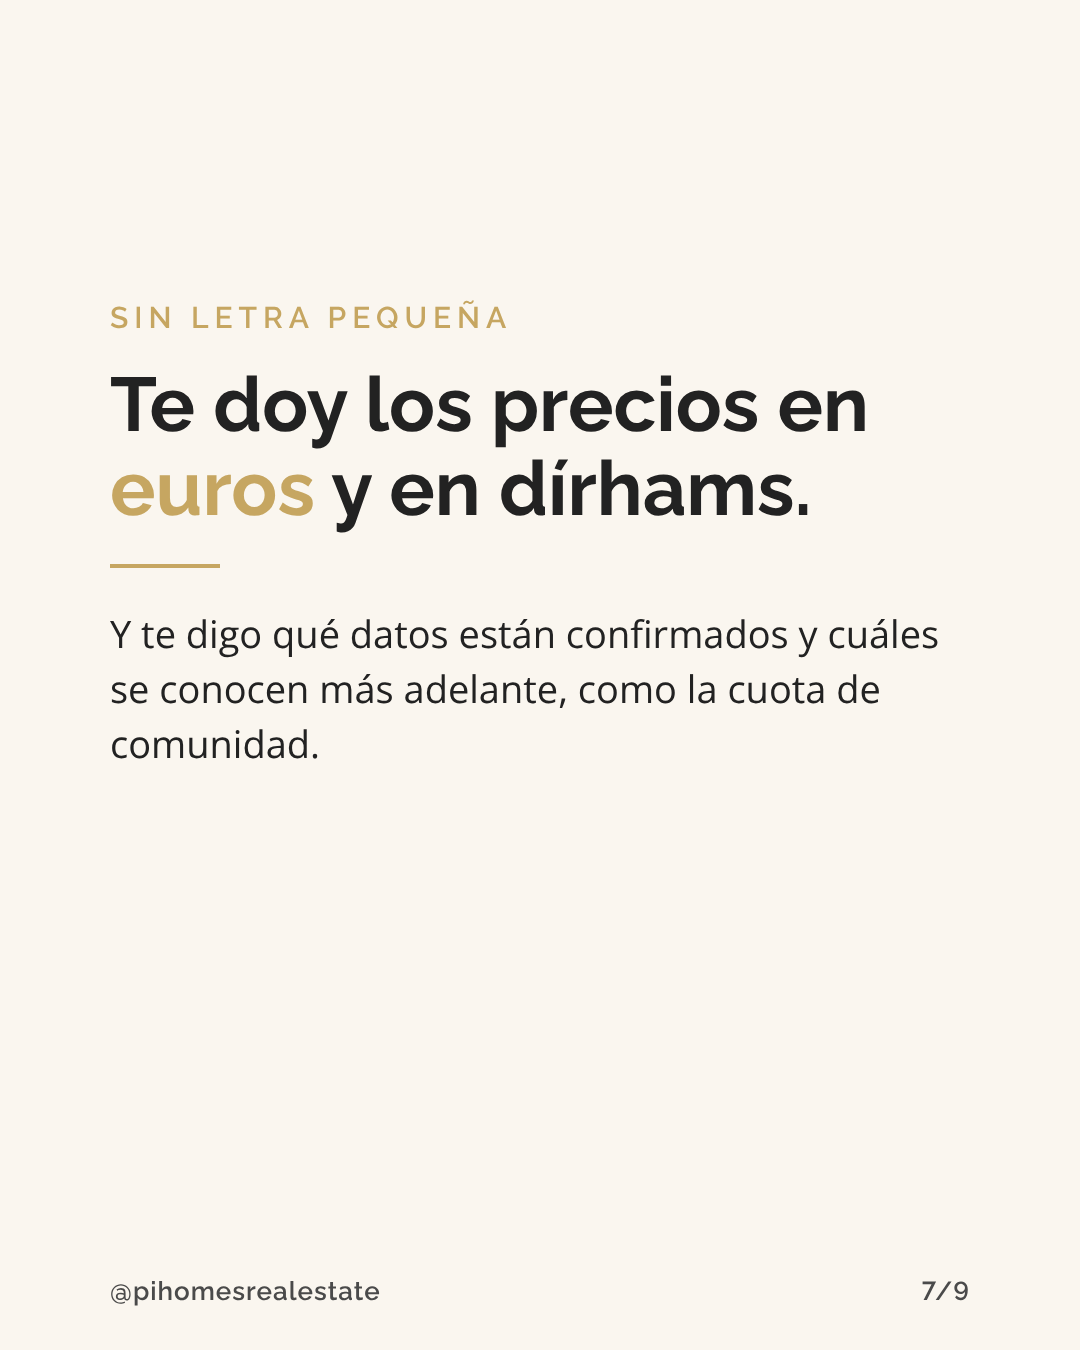 SIN LETRA PEQUEÑA
Te doy los precios en
euros y en dírhams.
Y te digo qué datos están confirmados y cuáles
se conocen más adelante, como la cuota de
comunidad.
@pihomesrealestate
7/9